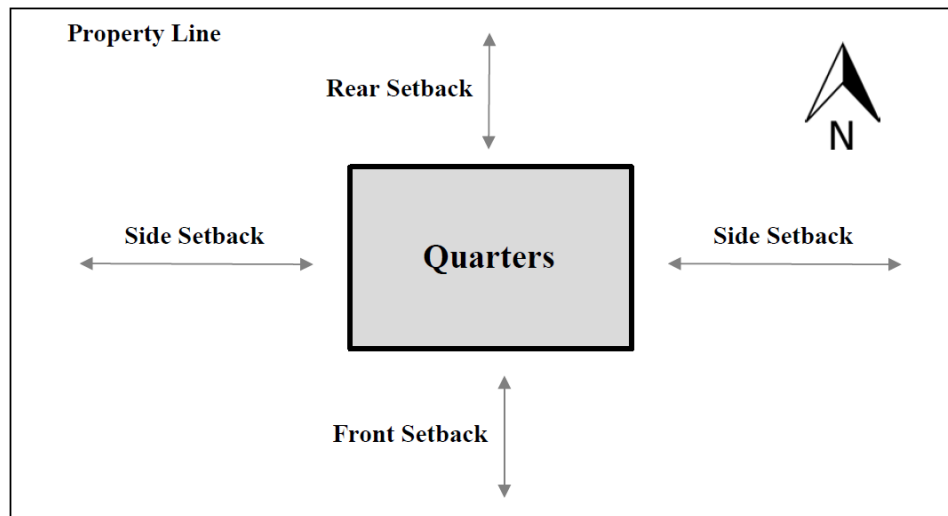 Property Line
Rear Setback
N
Side Setback
Quarters
Side Setback
Front Setback